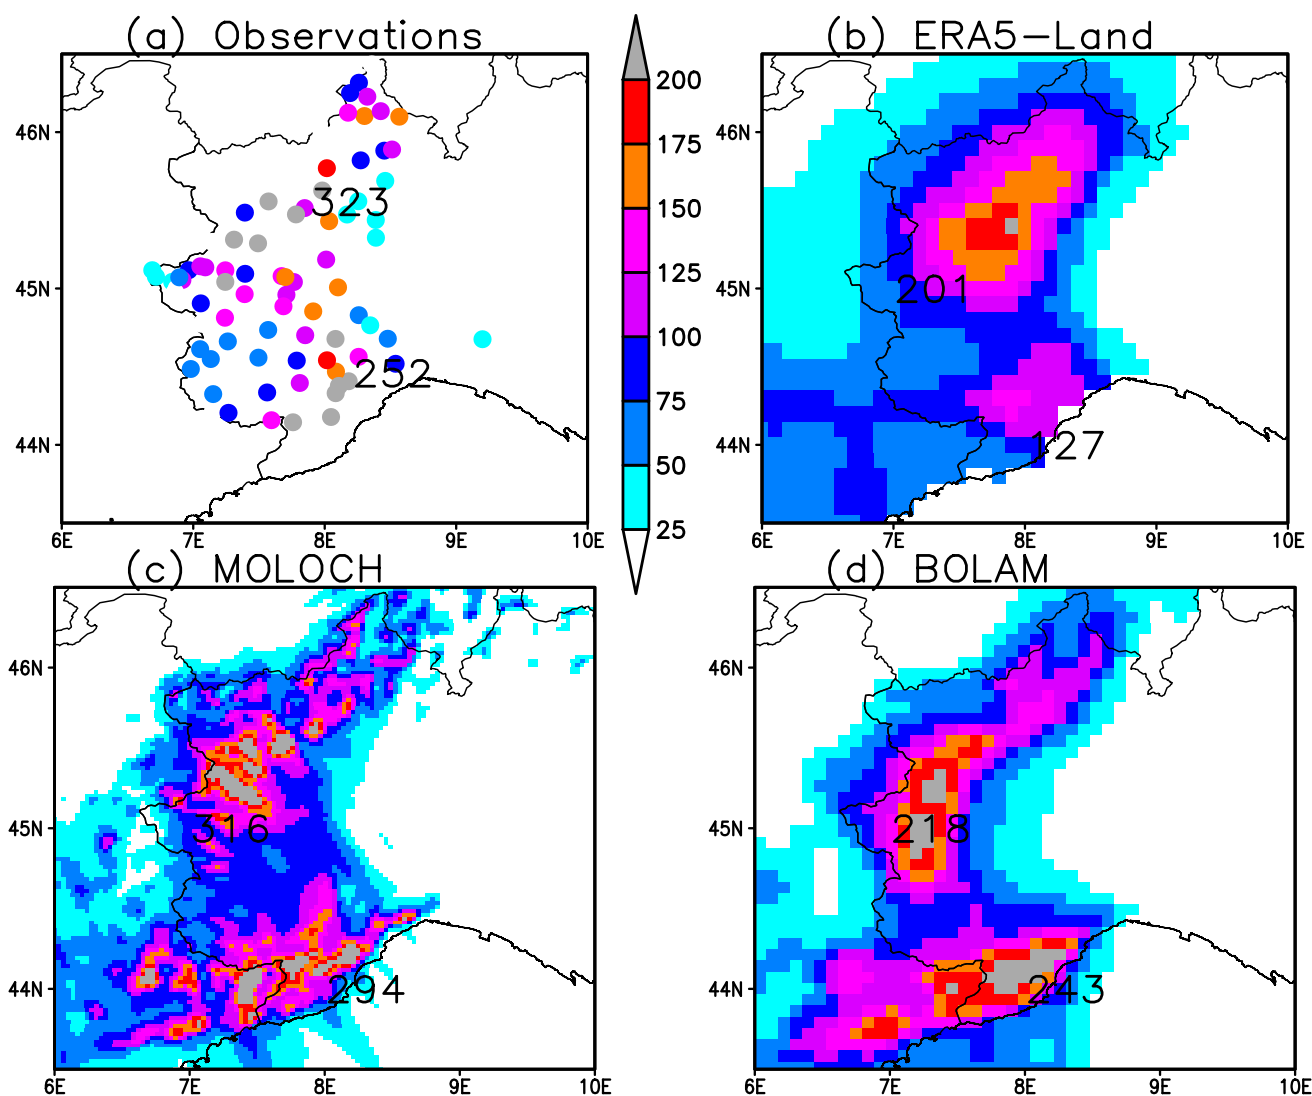 (a) Observations
46N
45N
44N
6E 7E 8E 9E 10E
323
252
200
175
150
125
100
75
50
25
(b) ERA5-Land
46N
45N
44N
6E 7E 8E 9E 10E
201
127
(c) MOLOCH
46N
45N
44N
6E 7E 8E 9E 10E
316
294
(d) BOLAM
46N
45N
44N
6E 7E 8E 9E 10E
218
243